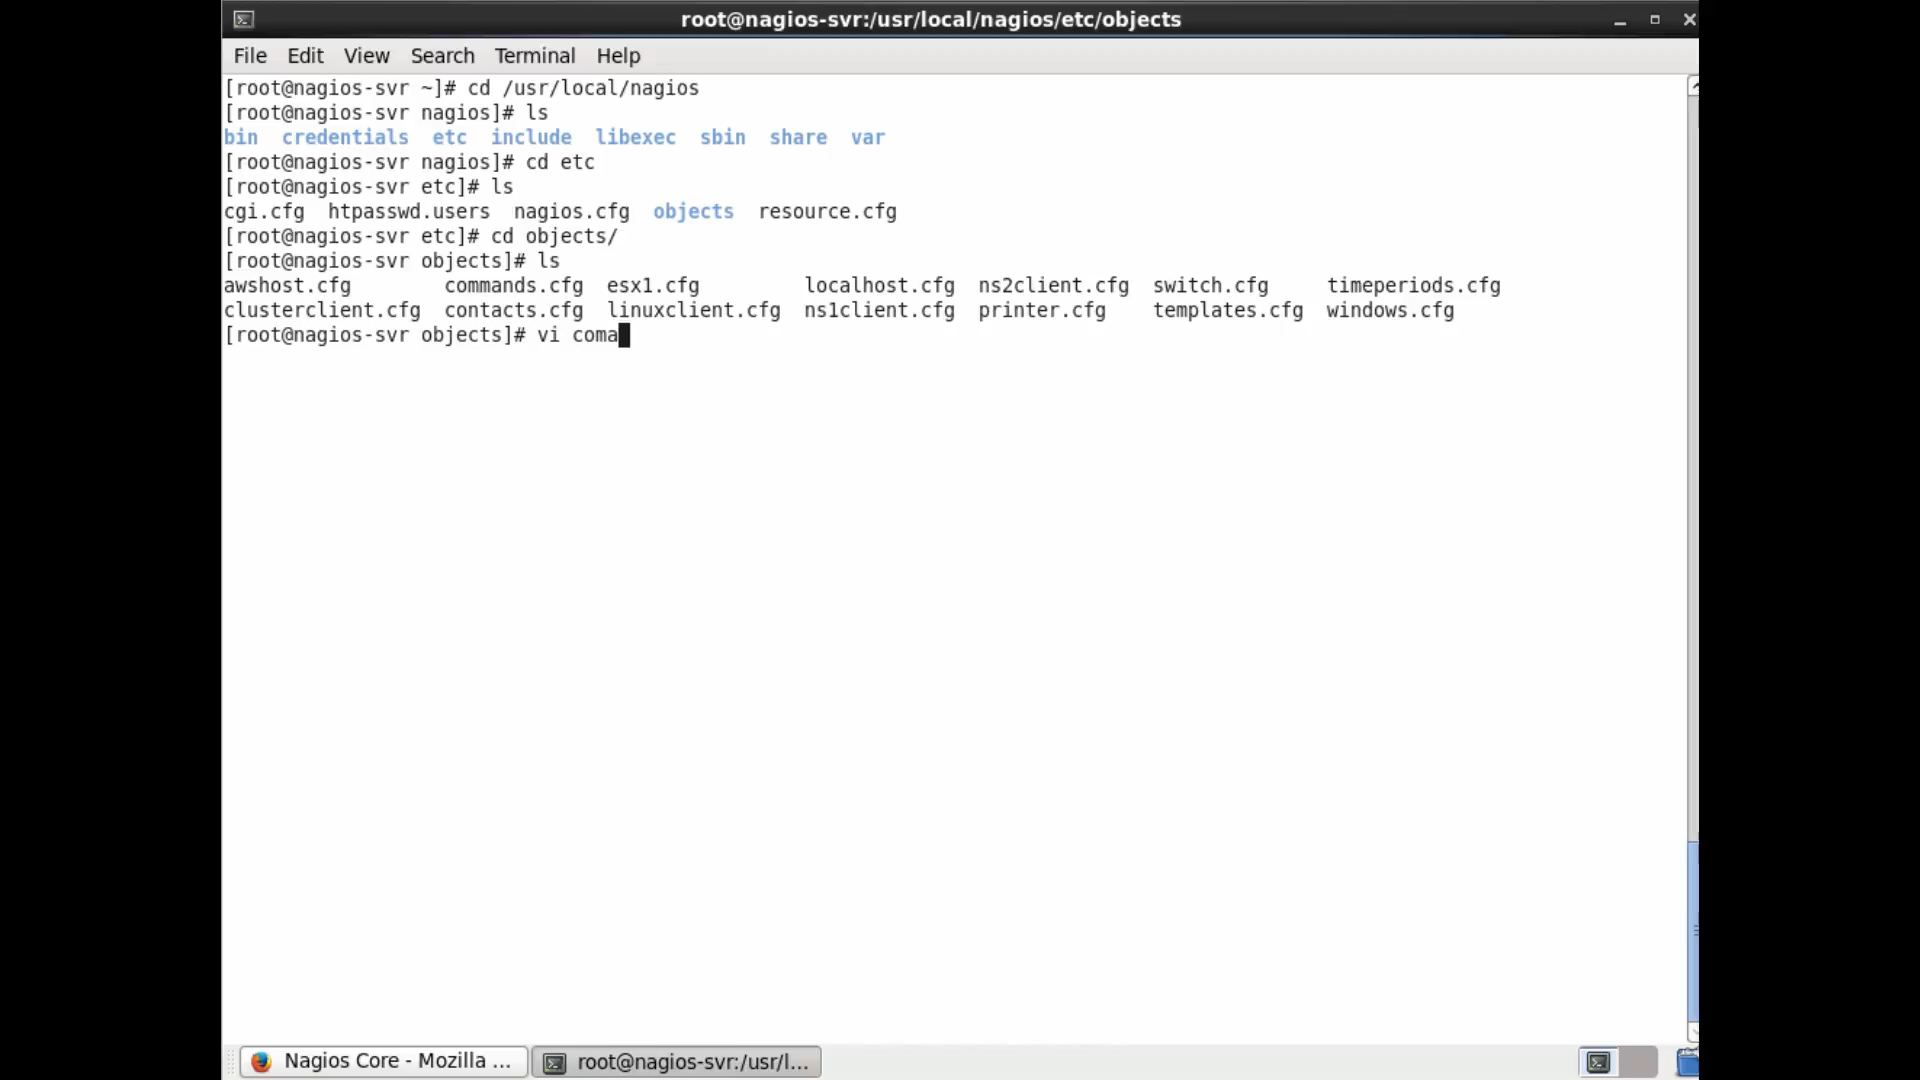 root@nagios-svr:/usr/local/nagios/etc/objects
File Edit View Search Terminal Help
[root@nagios-svr ~]# cd /usr/local/nagios
[root@nagios-svr nagios]# ls
bin credentials etc include libexec sbin share var
[root@nagios-svr nagios]# cd etc
[root@nagios-svr etc]# ls
cgi.cfg htpasswd.users nagios.cfg objects resource.cfg
[root@nagios-svr etc]# cd objects/
[root@nagios-svr objects]# ls
awshost.cfg commands.cfg esx1.cfg localhost.cfg ns2client.cfg switch.cfg timeperiods.cfg
clusterclient.cfg contacts.cfg linuxclient.cfg ns1client.cfg printer.cfg templates.cfg windows.cfg
[root@nagios-svr objects]# vi coma
Nagios Core - Mozilla ... root@nagios-svr:/usr/l...